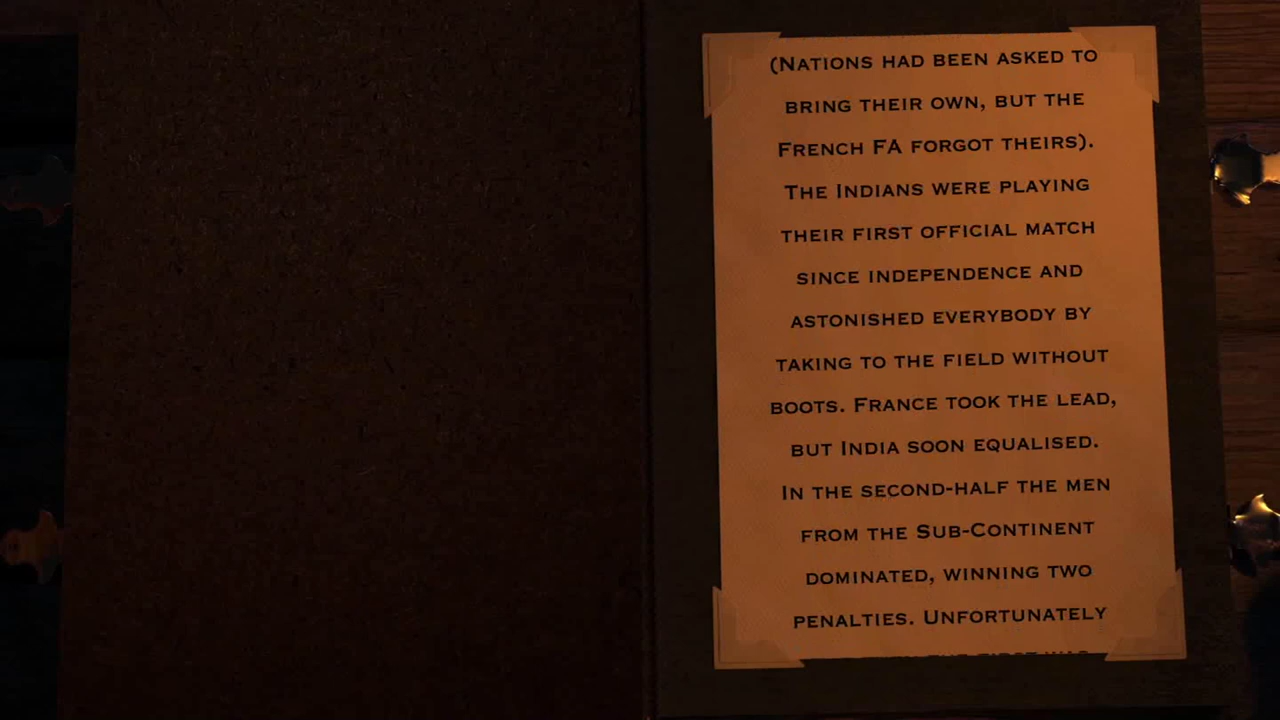 (Nations had been asked to
bring their own, but the
French FA forgot theirs).
The Indians were playing
their first official match
since independence and
astonished everybody by
taking to the field without
boots. France took the lead,
but India soon equalised.
In the second-half the men
from the Sub-Continent
dominated, winning two
penalties. Unfortunately